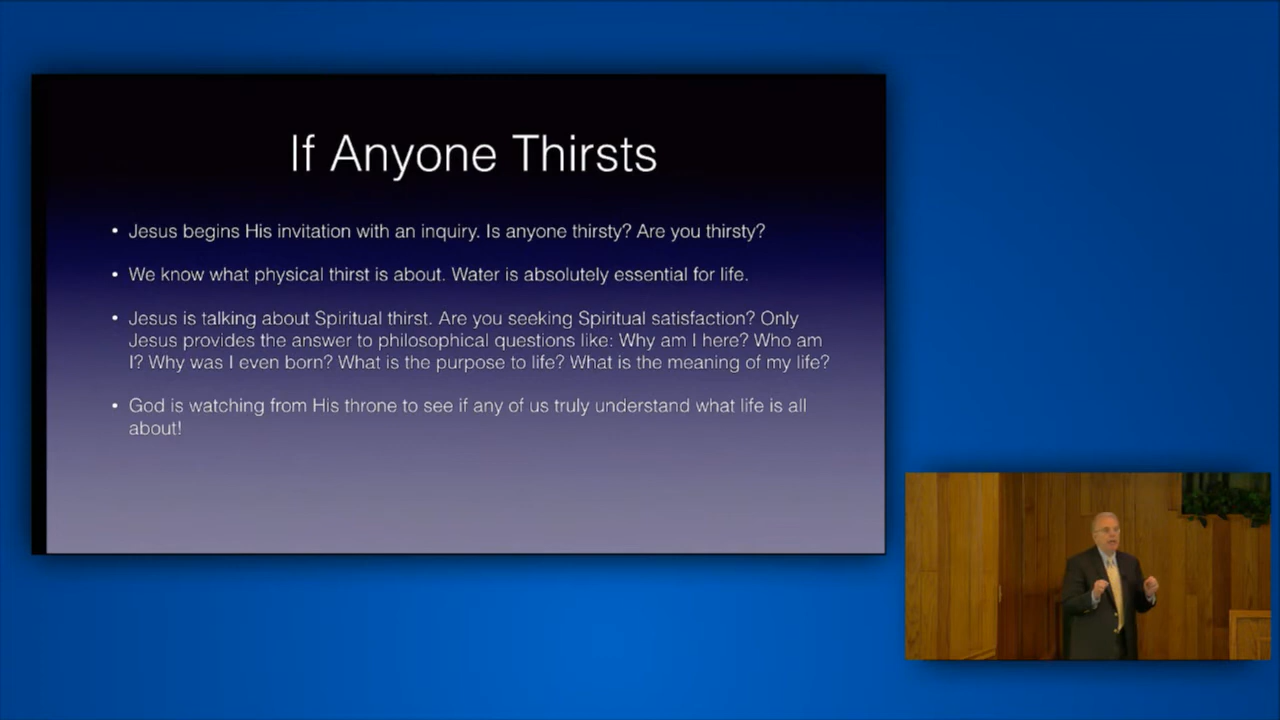 If Anyone Thirsts
• Jesus begins His invitation with an inquiry. Is anyone thirsty? Are you thirsty?
• We know what physical thirst is about. Water is absolutely essential for life.
• Jesus is talking about Spiritual thirst. Are you seeking Spiritual satisfaction? Only
Jesus provides the answer to philosophical questions like: Why am I here? Who am
I? Why was I even born? What is the purpose to life? What is the meaning of my life?
• God is watching from His throne to see if any of us truly understand what life is all
about!